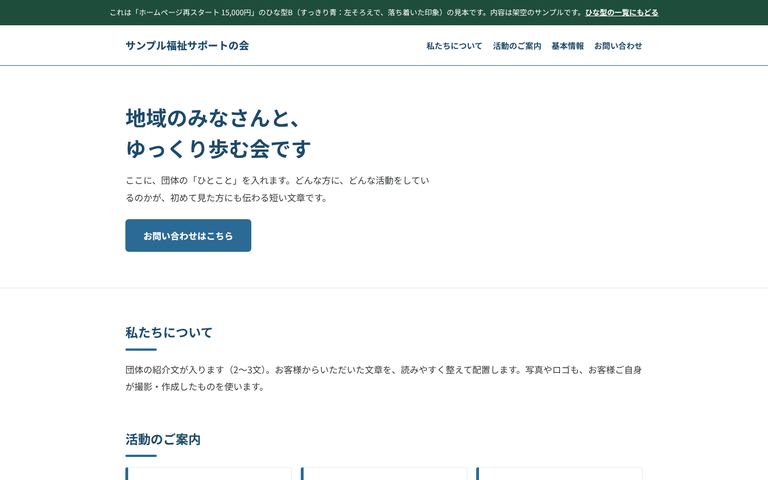 これは「ホームページ再スタート 15,000円」のひな型B（すっきり青：左そろえで、落ち着いた印象）の見本です。内容は架空のサンプルです。ひな型の一覧にもどる
サンプル福祉サポートの会
私たちについて 活動のご案内 基本情報 お問い合わせ
地域のみなさんと、
ゆっくり歩む会です
ここに、団体の「ひとこと」を入れます。どんな方に、どんな活動をしてい
るのかが、初めて見た方にも伝わる短い文章です。
お問い合わせはこちら
私たちについて
団体の紹介文が入ります（2〜3文）。お客様からいただいた文章を、読みやすく整えて配置します。写真やロゴも、お客様ご自身
が撮影・作成したものを使います。
活動のご案内